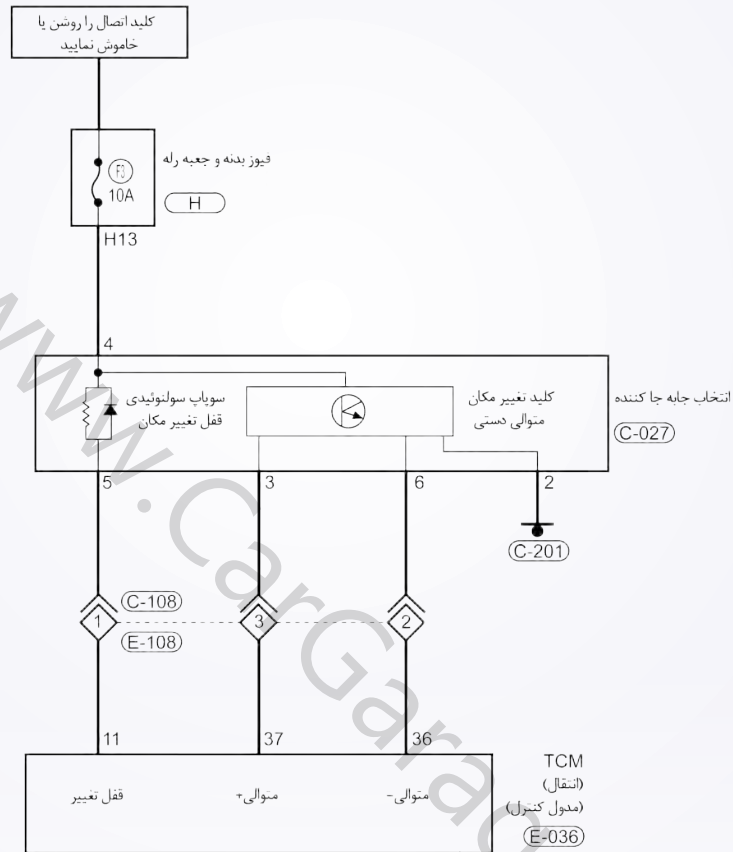 کلید اتصال را روشن یا
خاموش نمایید
فیوز بدنه و جعبه رله
F3
10A
H
H13
4
سوپاپ سولنوئیدی
قفل تغییر مکان
کلید تغییر مکان
متوالی دستی
انتخاب جابه جا کننده
C-027
5
3
6
2
C-201
C-108
1
3
2
E-108
11
37
36
قفل تغییر
متوالی+
متوالی-
TCM
(انتقال)
(مدول کنترل)
E-036
www.CarGarag